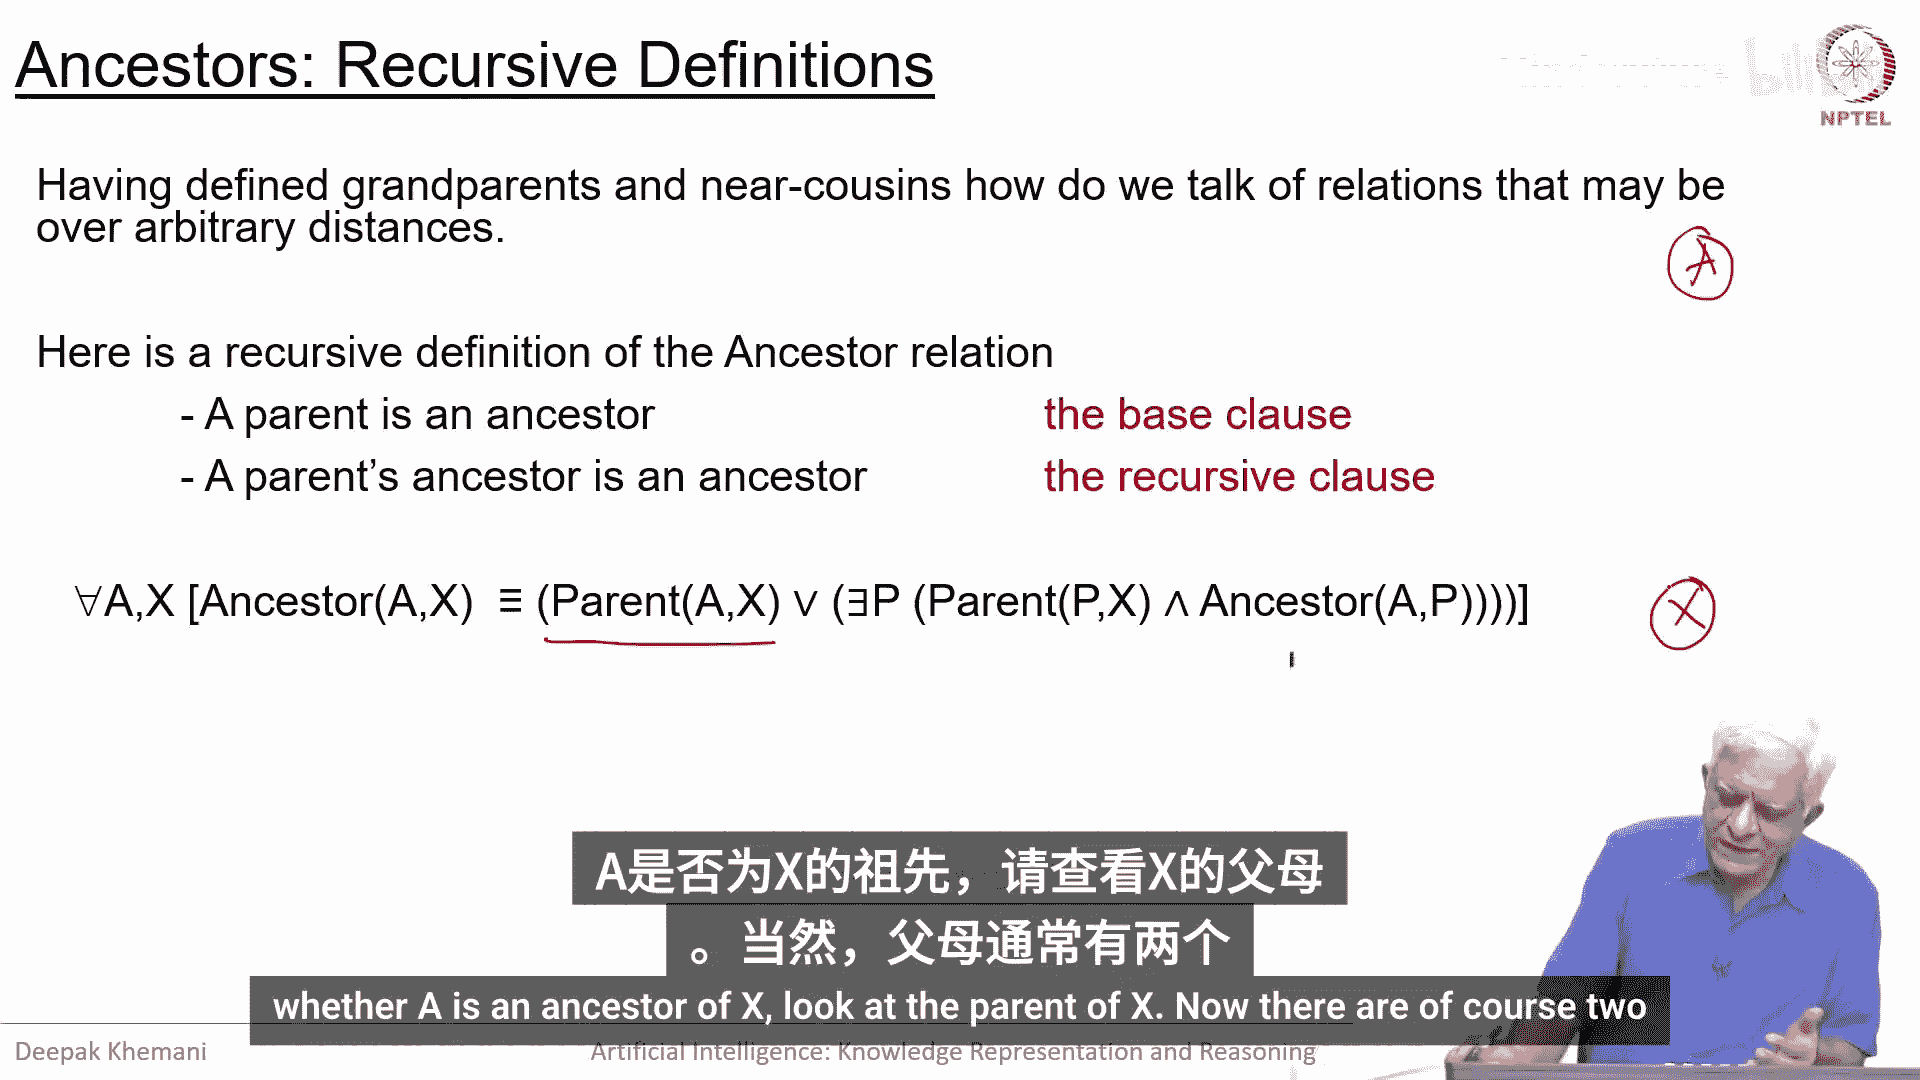 Ancestors: Recursive Definitions
NPTEL
Having defined grandparents and near-cousins how do we talk of relations that may be
over arbitrary distances.
A
Here is a recursive definition of the Ancestor relation
- A parent is an ancestor the base clause
- A parent’s ancestor is an ancestor the recursive clause
∀A,X [Ancestor(A,X) ≡ (Parent(A,X) ∨ (∃P (Parent(P,X) ∧ Ancestor(A,P))))]
X
A是否为X的祖先，请查看X的父母
。当然，父母通常有两个
whether A is an ancestor of X, look at the parent of X. Now there are of course two
Deepak Khemani
Artificial Intelligence: Knowledge Representation and Reasoning